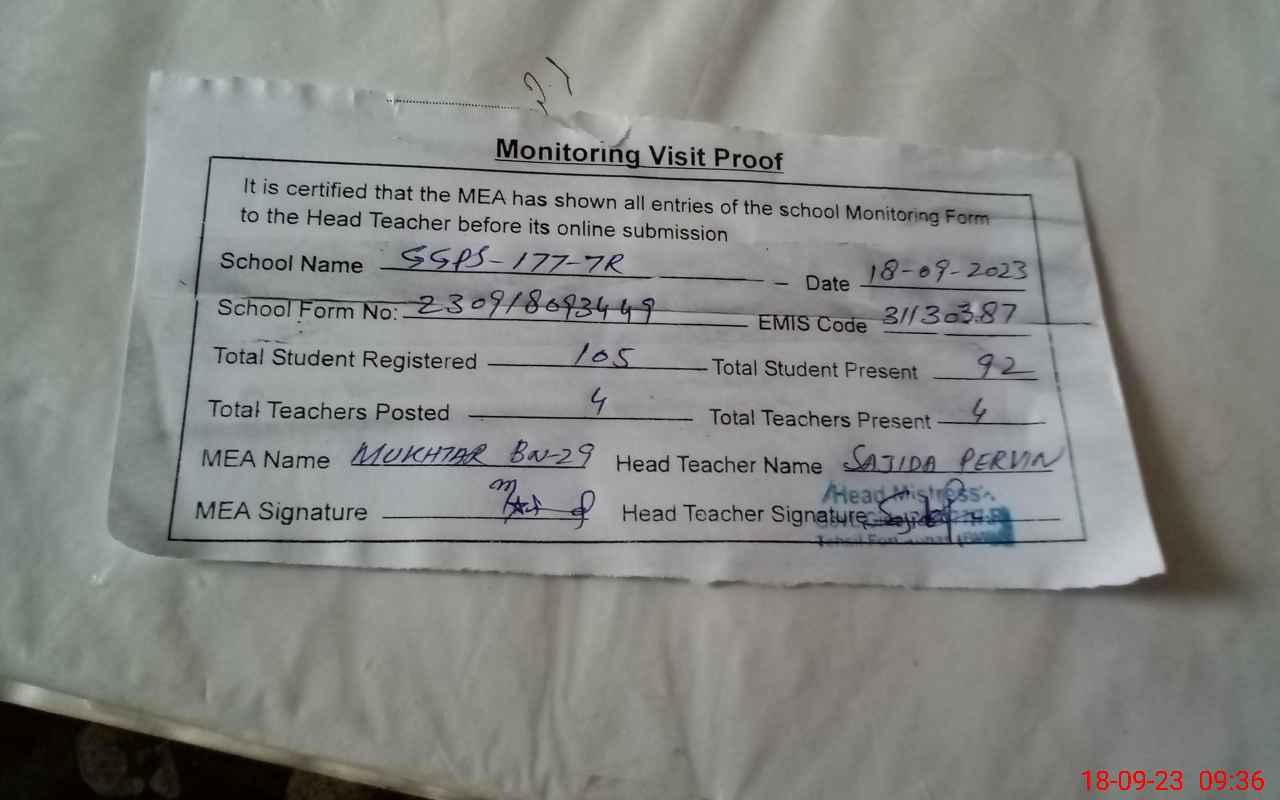 Monitoring Visit Proof
It is certified that the MEA has shown all entries of the school Monitoring Form
to the Head Teacher before its online submission
School Name GGPS-177-7R Date 18-09-2023
School Form No: 230918093449 EMIS Code 31130387
Total Student Registered 105 Total Student Present 92
Total Teachers Posted 4 Total Teachers Present 4
MEA Name MUKHTAR BN-29 Head Teacher Name SAJIDA PERVIN
Head Mistress
MEA Signature Head Teacher Signature
18-09-23 09:36